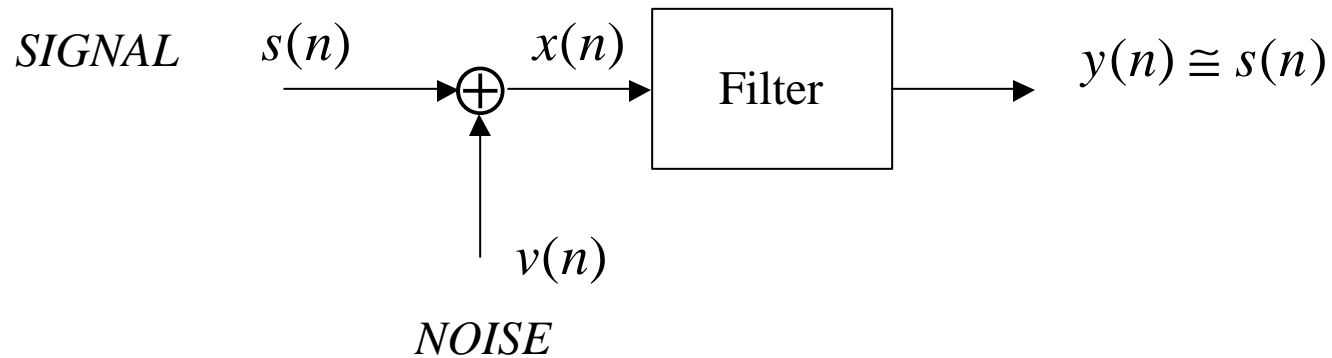 SIGNAL s(n) x(n) Filter y(n) ≅ s(n)
v(n)
NOISE